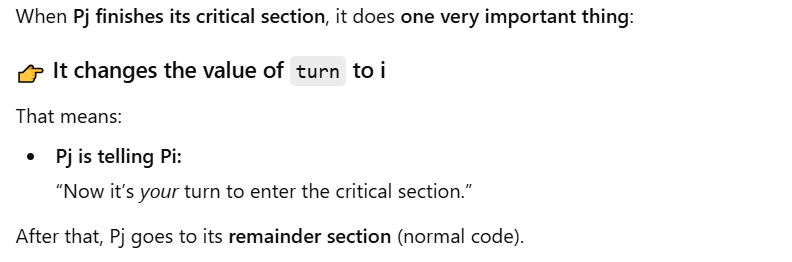 When Pj finishes its critical section, it does one very important thing:
👉 It changes the value of turn to i
That means:
• Pj is telling Pi:
“Now it’s your turn to enter the critical section.”
After that, Pj goes to its remainder section (normal code).